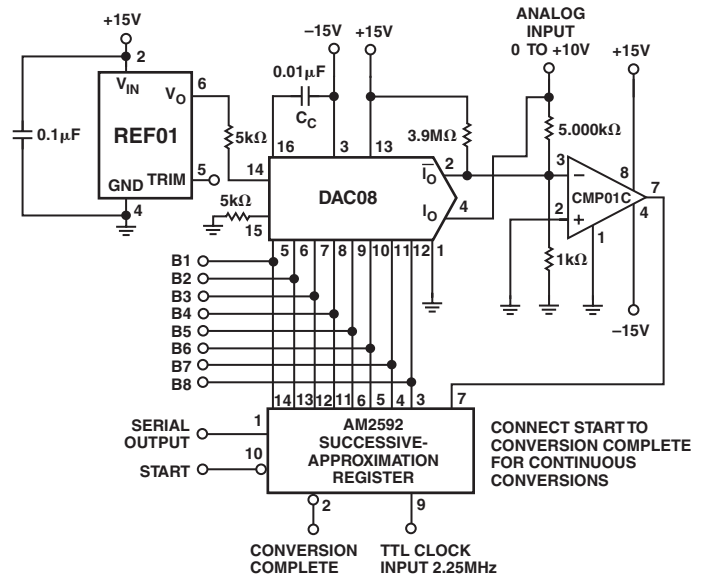 +15V
2
V_IN
V_O
6
REF01
0.1μF
5kΩ
TRIM
5
GND
4
–15V
+15V
0.01μF
C_C
16
3
13
3.9MΩ
14
DAC08
I̅_O
2
I_O
4
5kΩ
15
5 6 7 8 9 10 11 12 1
ANALOG
INPUT
0 TO +10V
+15V
5.000kΩ
3
–
8
CMP01C
7
2
+
4
1
1kΩ
–15V
B1
B2
B3
B4
B5
B6
B7
B8
14 13 12 11 6 5 4 3 7
SERIAL
OUTPUT
1
START
10
AM2592
SUCCESSIVE-
APPROXIMATION
REGISTER
CONNECT START TO
CONVERSION COMPLETE
FOR CONTINUOUS
CONVERSIONS
2
9
CONVERSION
COMPLETE
TTL CLOCK
INPUT 2.25MHz